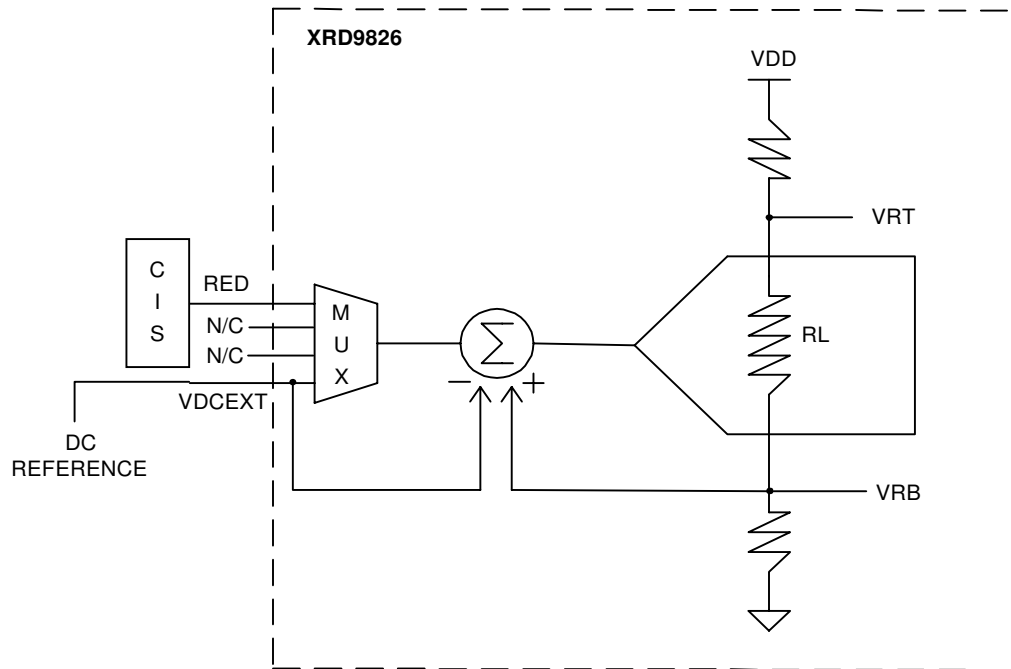 XRD9826
VDD
VRT
C
I
S
RED
N/C
N/C
M
U
X
Σ
RL
− +
VDCEXT
DC
REFERENCE
VRB